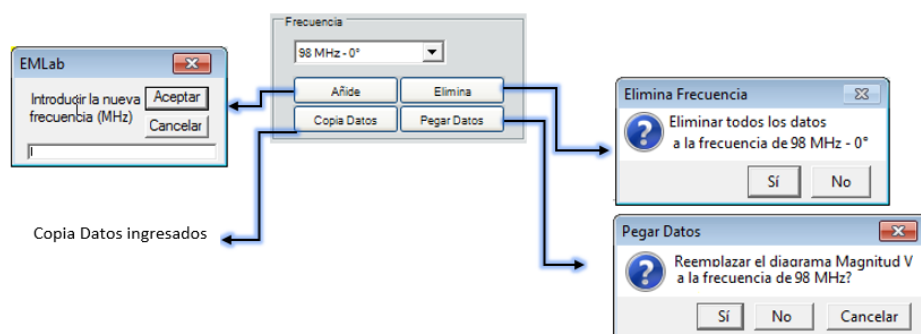 Frecuencia
98 MHz - 0°
Añide
Elimina
Copia Datos
Pegar Datos
EMLab
Introducir la nueva
frecuencia (MHz)
Aceptar
Cancelar
Copia Datos ingresados
Elimina Frecuencia
Eliminar todos los datos
a la frecuencia de 98 MHz - 0°
Sí
No
Pegar Datos
Reemplazar el diagrama Magnitud V
a la frecuencia de 98 MHz?
Sí
No
Cancelar